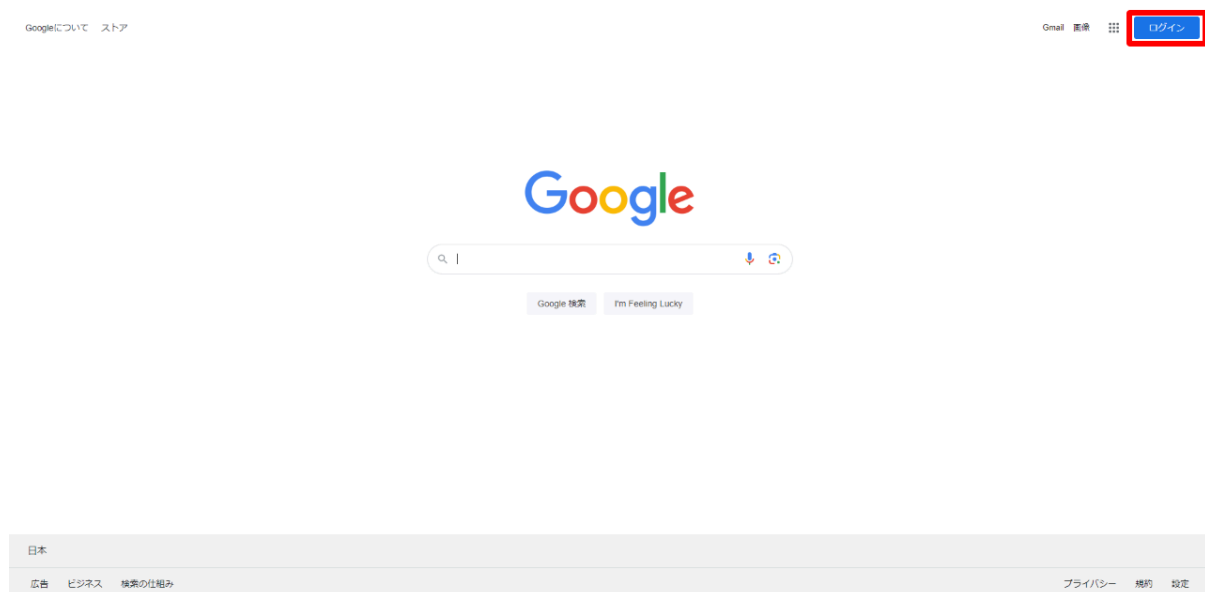 Googleについて ストア Gmail 画像 ログイン
Google
Google 検索 I'm Feeling Lucky
日本
広告 ビジネス 検索の仕組み プライバシー 規約 設定